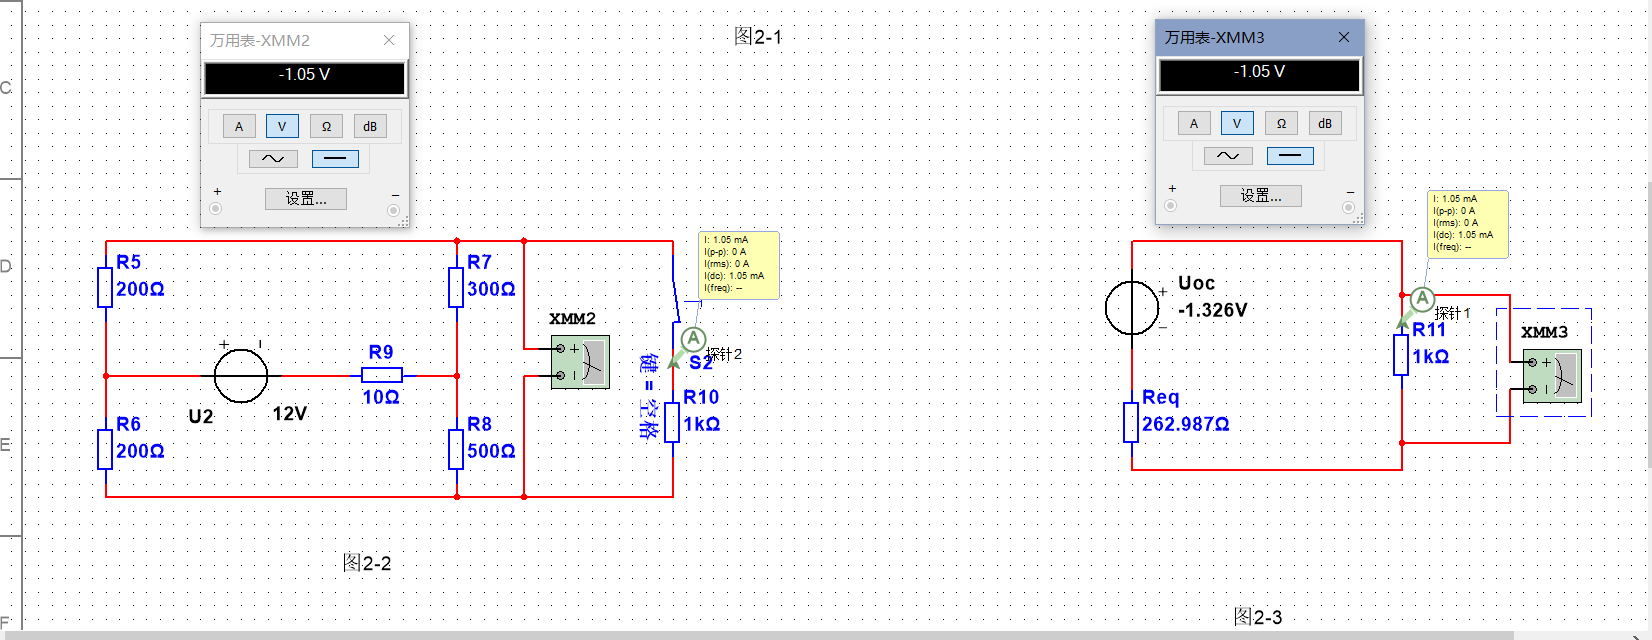 万用表-XMM2
-1.05 V
A V Ω dB
设置...
+ −
图2-1
万用表-XMM3
-1.05 V
A V Ω dB
设置...
+ −
C
D
E
F
R5
200Ω
R6
200Ω
U2
12V
R9
10Ω
R7
300Ω
R8
500Ω
XMM2
I: 1.05 mA
I(p-p): 0 A
I(rms): 0 A
I(dc): 1.05 mA
I(freq): --
A
探针2
S2
键 = 空格
R10
1kΩ
图2-2
Uoc
-1.326V
Req
262.987Ω
I: 1.05 mA
I(p-p): 0 A
I(rms): 0 A
I(dc): 1.05 mA
I(freq): --
A
探针1
R11
1kΩ
XMM3
图2-3